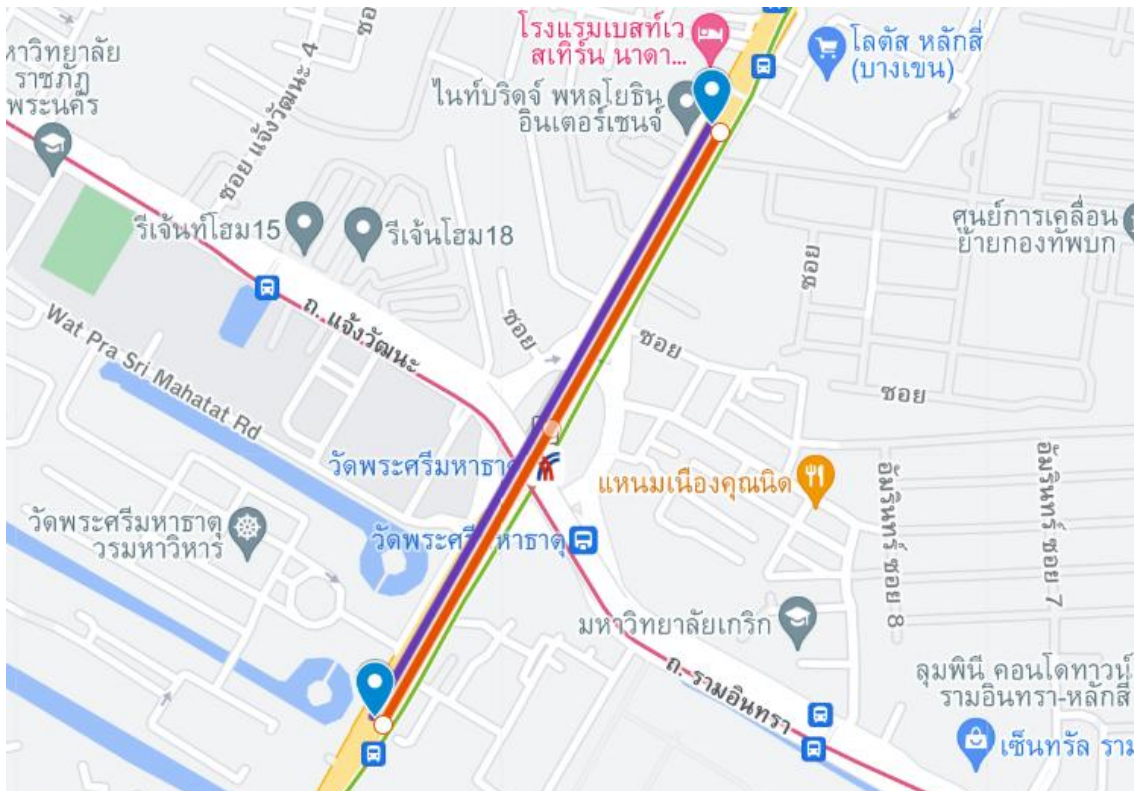 โรงแรมเบสท์เว
สเทิร์น นาดา...
โลตัส หลักสี่
(บางเขน)
หาวิทยาลัย
ราชภัฏ
พระนคร
ซอย แจ้งวัฒนะ 4
ซอ
ไนท์บริดจ์ พหลโยธิน
อินเตอร์เชนจ์
รีเจ้นท์โฮม15
รีเจ้นโฮม18
ศูนย์การเคลื่อน
ย้ายกองทัพบก
ซอย
ถ. แจ้งวัฒนะ
ซอย
ซอย
ซอย
Wat Pra Sri Mahatat Rd
วัดพระศรีมหาธาตุ
แหนมเนืองคุณนิด
อัมรินทร์ ซอย 8
อัมรินทร์ ซอย 7
วัดพระศรีมหาธาตุ
วรมหาวิหาร
วัดพระศรีมหาธาตุ
มหาวิทยาลัยเกริก
ถ. รามอินทรา
ลุมพินี คอนโดทาวน์
รามอินทรา-หลักสี่
เซ็นทรัล ราม